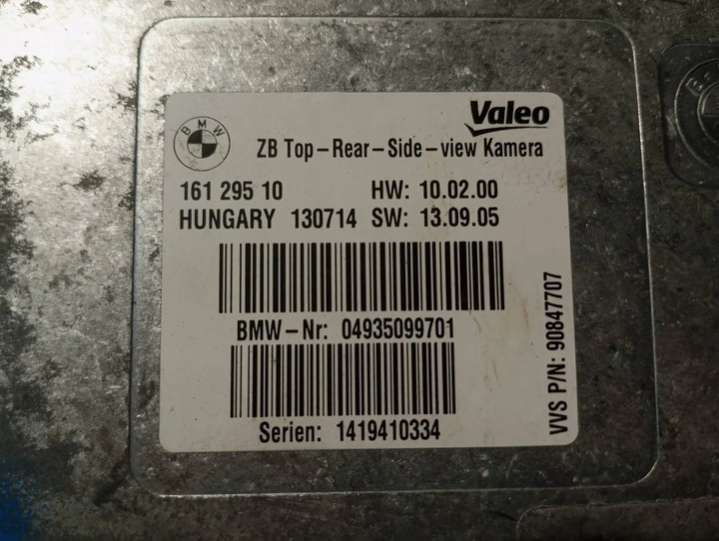 BMW
Valeo
ZB Top-Rear-Side-view Kamera
161 295 10 HW: 10.02.00
HUNGARY 130714 SW: 13.09.05
BMW-Nr: 04935099701
Serien: 1419410334
VVS P/N: 90847707